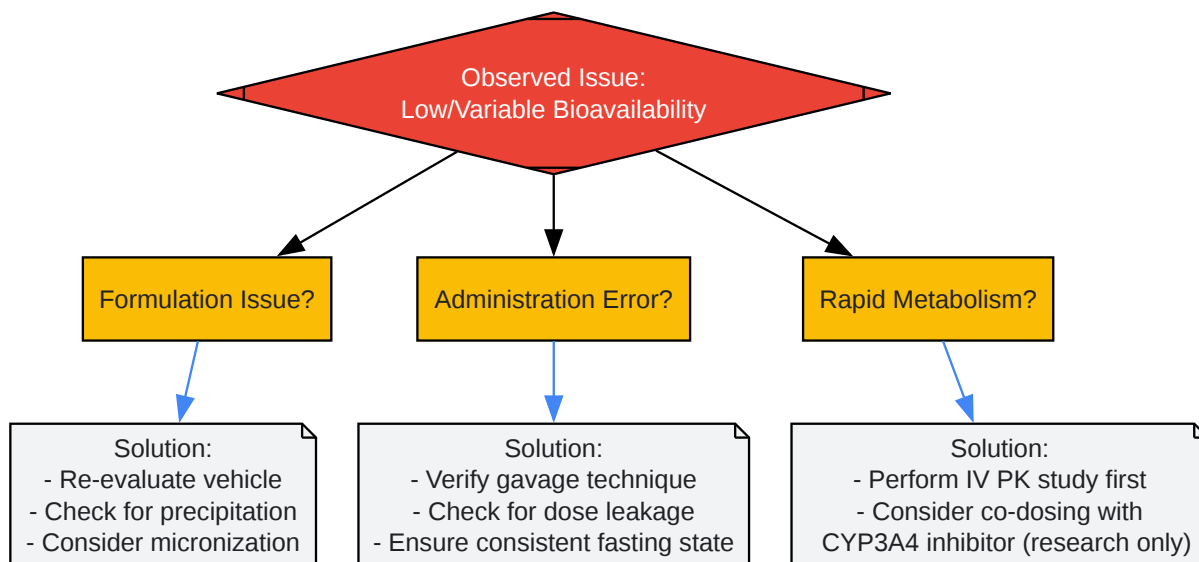 Observed Issue:
Low/Variable Bioavailability
Formulation Issue?
Administration Error?
Rapid Metabolism?
Solution:
- Re-evaluate vehicle
- Check for precipitation
- Consider micronization
Solution:
- Verify gavage technique
- Check for dose leakage
- Ensure consistent fasting state
Solution:
- Perform IV PK study first
- Consider co-dosing with
CYP3A4 inhibitor (research only)